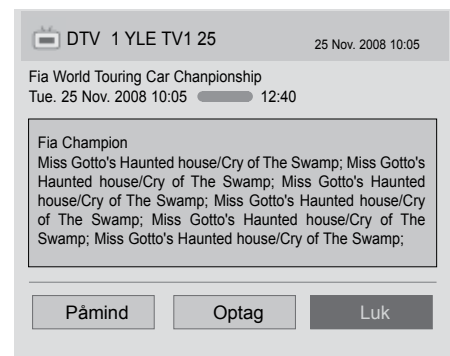 DTV 1 YLE TV1 25 25 Nov. 2008 10:05
Fia World Touring Car Chanpionship
Tue. 25 Nov. 2008 10:05 12:40
Fia Champion
Miss Gotto's Haunted house/Cry of The Swamp; Miss Gotto's
Haunted house/Cry of The Swamp; Miss Gotto's Haunted
house/Cry of The Swamp; Miss Gotto's Haunted house/Cry
of The Swamp; Miss Gotto's Haunted house/Cry of The
Swamp; Miss Gotto's Haunted house/Cry of The Swamp;
Påmind Optag Luk